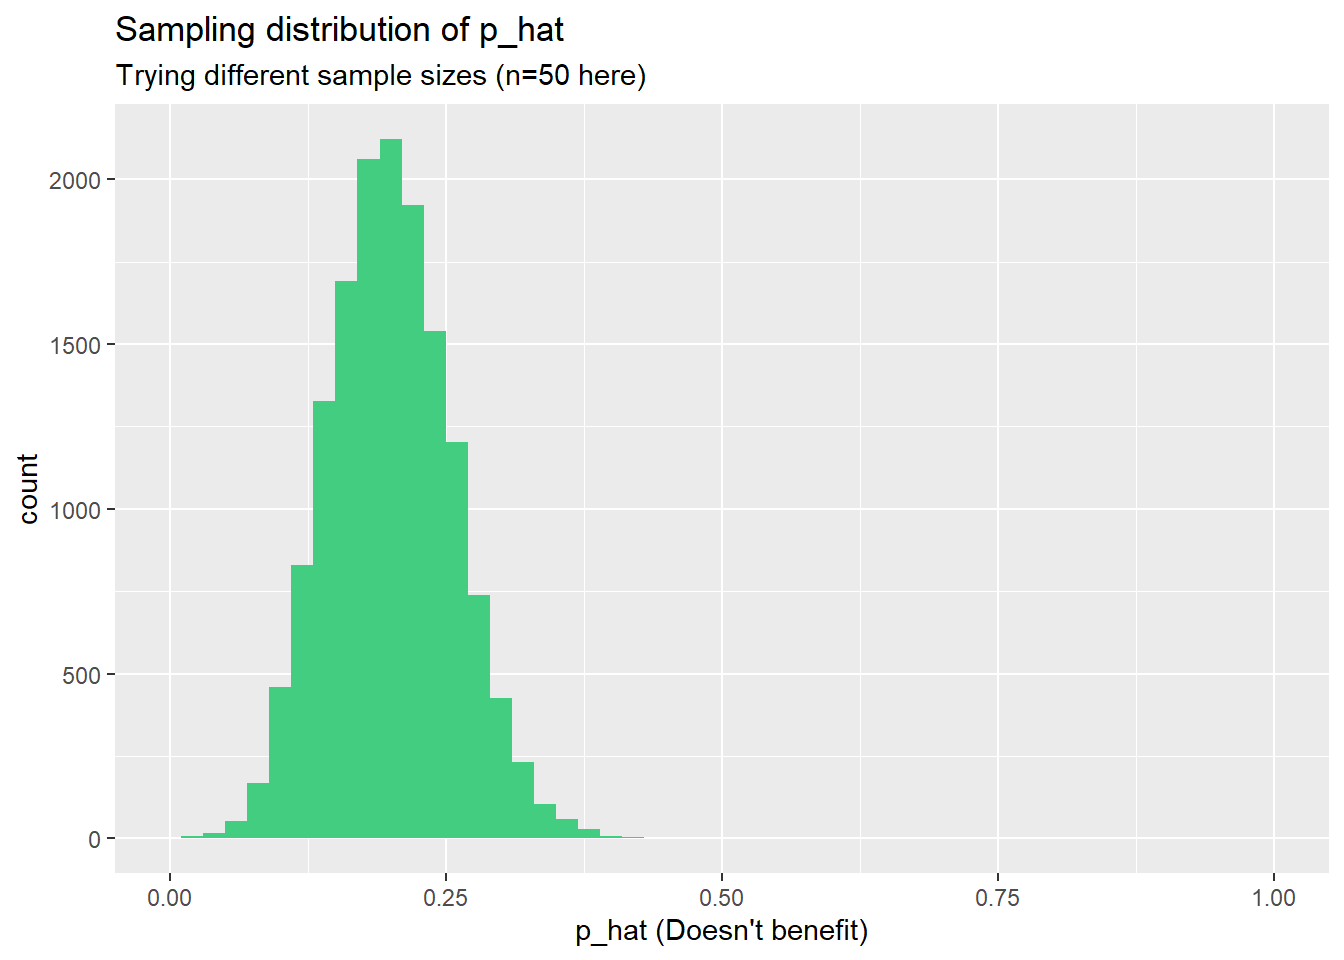 Sampling distribution of p_hat
Trying different sample sizes (n=50 here)
2000
1500
1000
500
0
count
0.00 0.25 0.50 0.75 1.00
p_hat (Doesn't benefit)